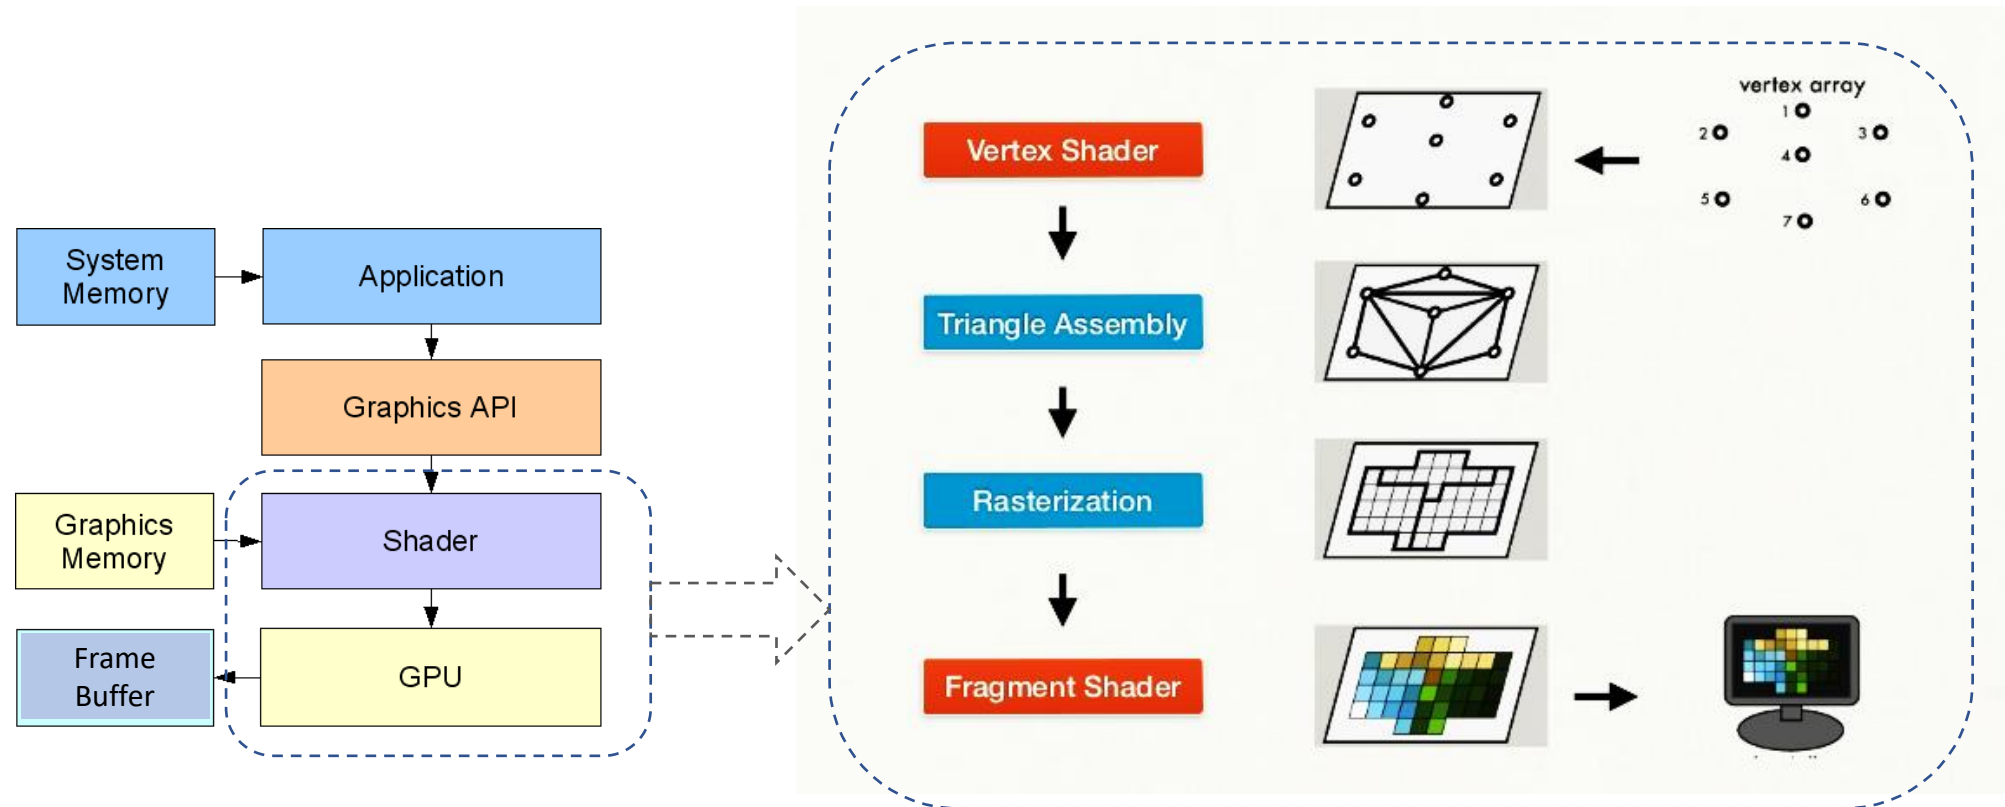 System
Memory
Application
Graphics API
Graphics
Memory
Shader
Frame
Buffer
GPU
Vertex Shader
Triangle Assembly
Rasterization
Fragment Shader
vertex array
1
2
3
4
5
6
7